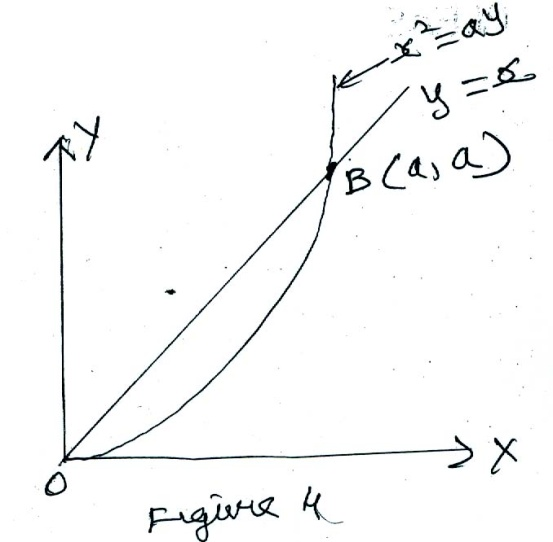 x² = ay
y = x
Y
B (a, a)
X
O
Figure 4